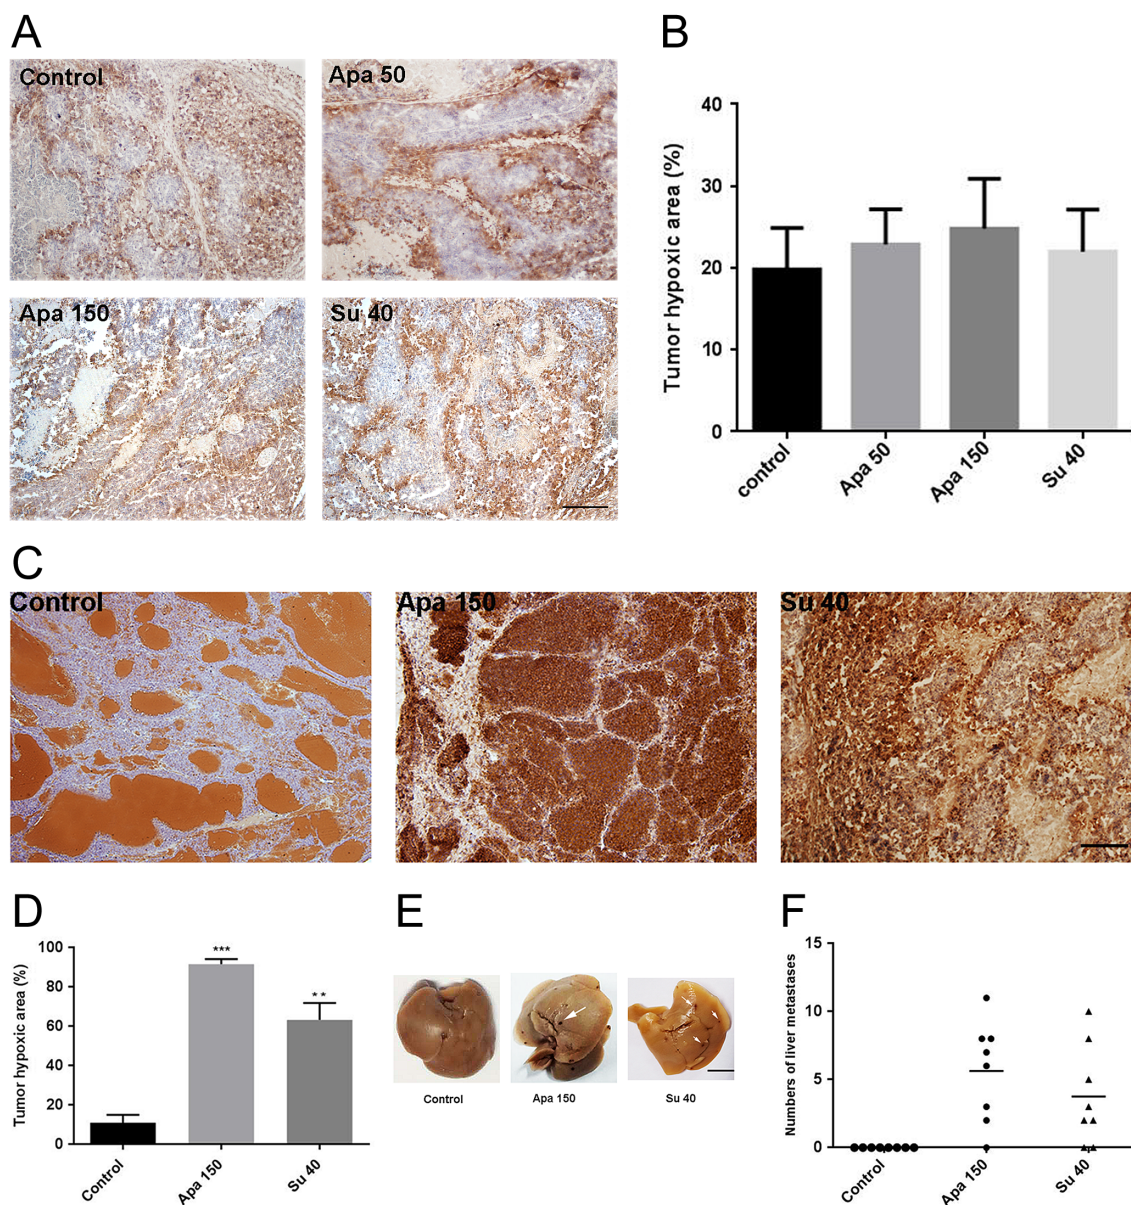 A
Control
Apa 50
Apa 150
Su 40
B
Tumor hypoxic area (%)
40
30
20
10
0
control
Apa 50
Apa 150
Su 40
C
Control
Apa 150
Su 40
D
Tumor hypoxic area (%)
100
80
60
40
20
0
***
**
Control
Apa 150
Su 40
E
Control
Apa 150
Su 40
F
Numbers of liver metastases
15
10
5
0
Control
Apa 150
Su 40